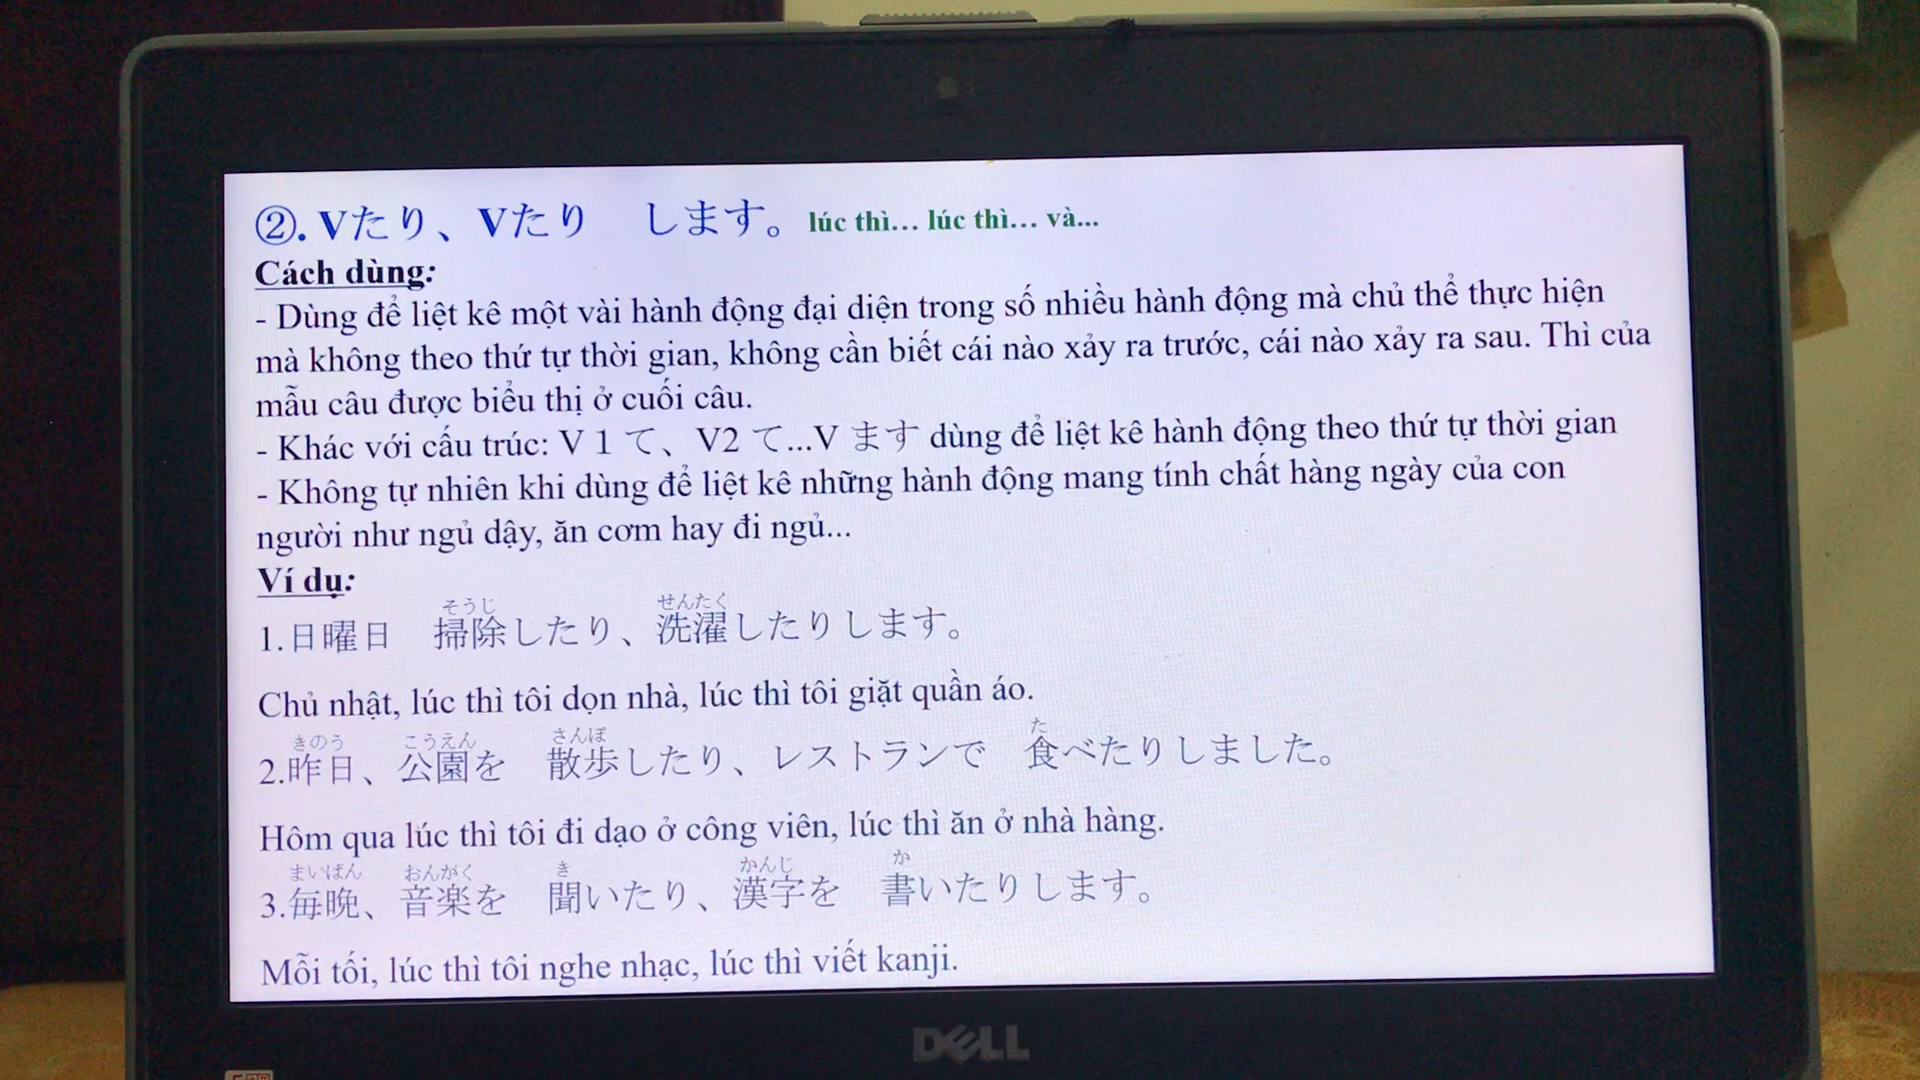 ②. Vたり、Vたり　します。 lúc thì... lúc thì... và...
Cách dùng:
- Dùng để liệt kê một vài hành động đại diện trong số nhiều hành động mà chủ thể thực hiện
mà không theo thứ tự thời gian, không cần biết cái nào xảy ra trước, cái nào xảy ra sau. Thì của
mẫu câu được biểu thị ở cuối câu.
- Khác với cấu trúc: V 1 て、 V2 て...V ます dùng để liệt kê hành động theo thứ tự thời gian
- Không tự nhiên khi dùng để liệt kê những hành động mang tính chất hàng ngày của con
người như ngủ dậy, ăn cơm hay đi ngủ...
Ví dụ:
そうじ せんたく
1.日曜日　掃除したり、洗濯したりします。
Chủ nhật, lúc thì tôi dọn nhà, lúc thì tôi giặt quần áo.
きのう こうえん さんぽ た
2.昨日、公園を　散歩したり、レストランで　食べたりしました。
Hôm qua lúc thì tôi đi dạo ở công viên, lúc thì ăn ở nhà hàng.
まいばん おんがく き かんじ か
3.毎晩、音楽を　聞いたり、漢字を　書いたりします。
Mỗi tối, lúc thì tôi nghe nhạc, lúc thì viết kanji.
DELL